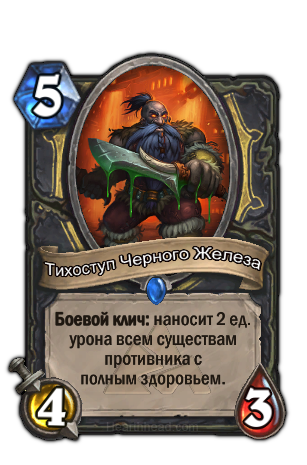 5
Тихоступ Черного Железа
Боевой клич: наносит 2 ед.
урона всем существам
противника с
полным здоровьем.
4
3